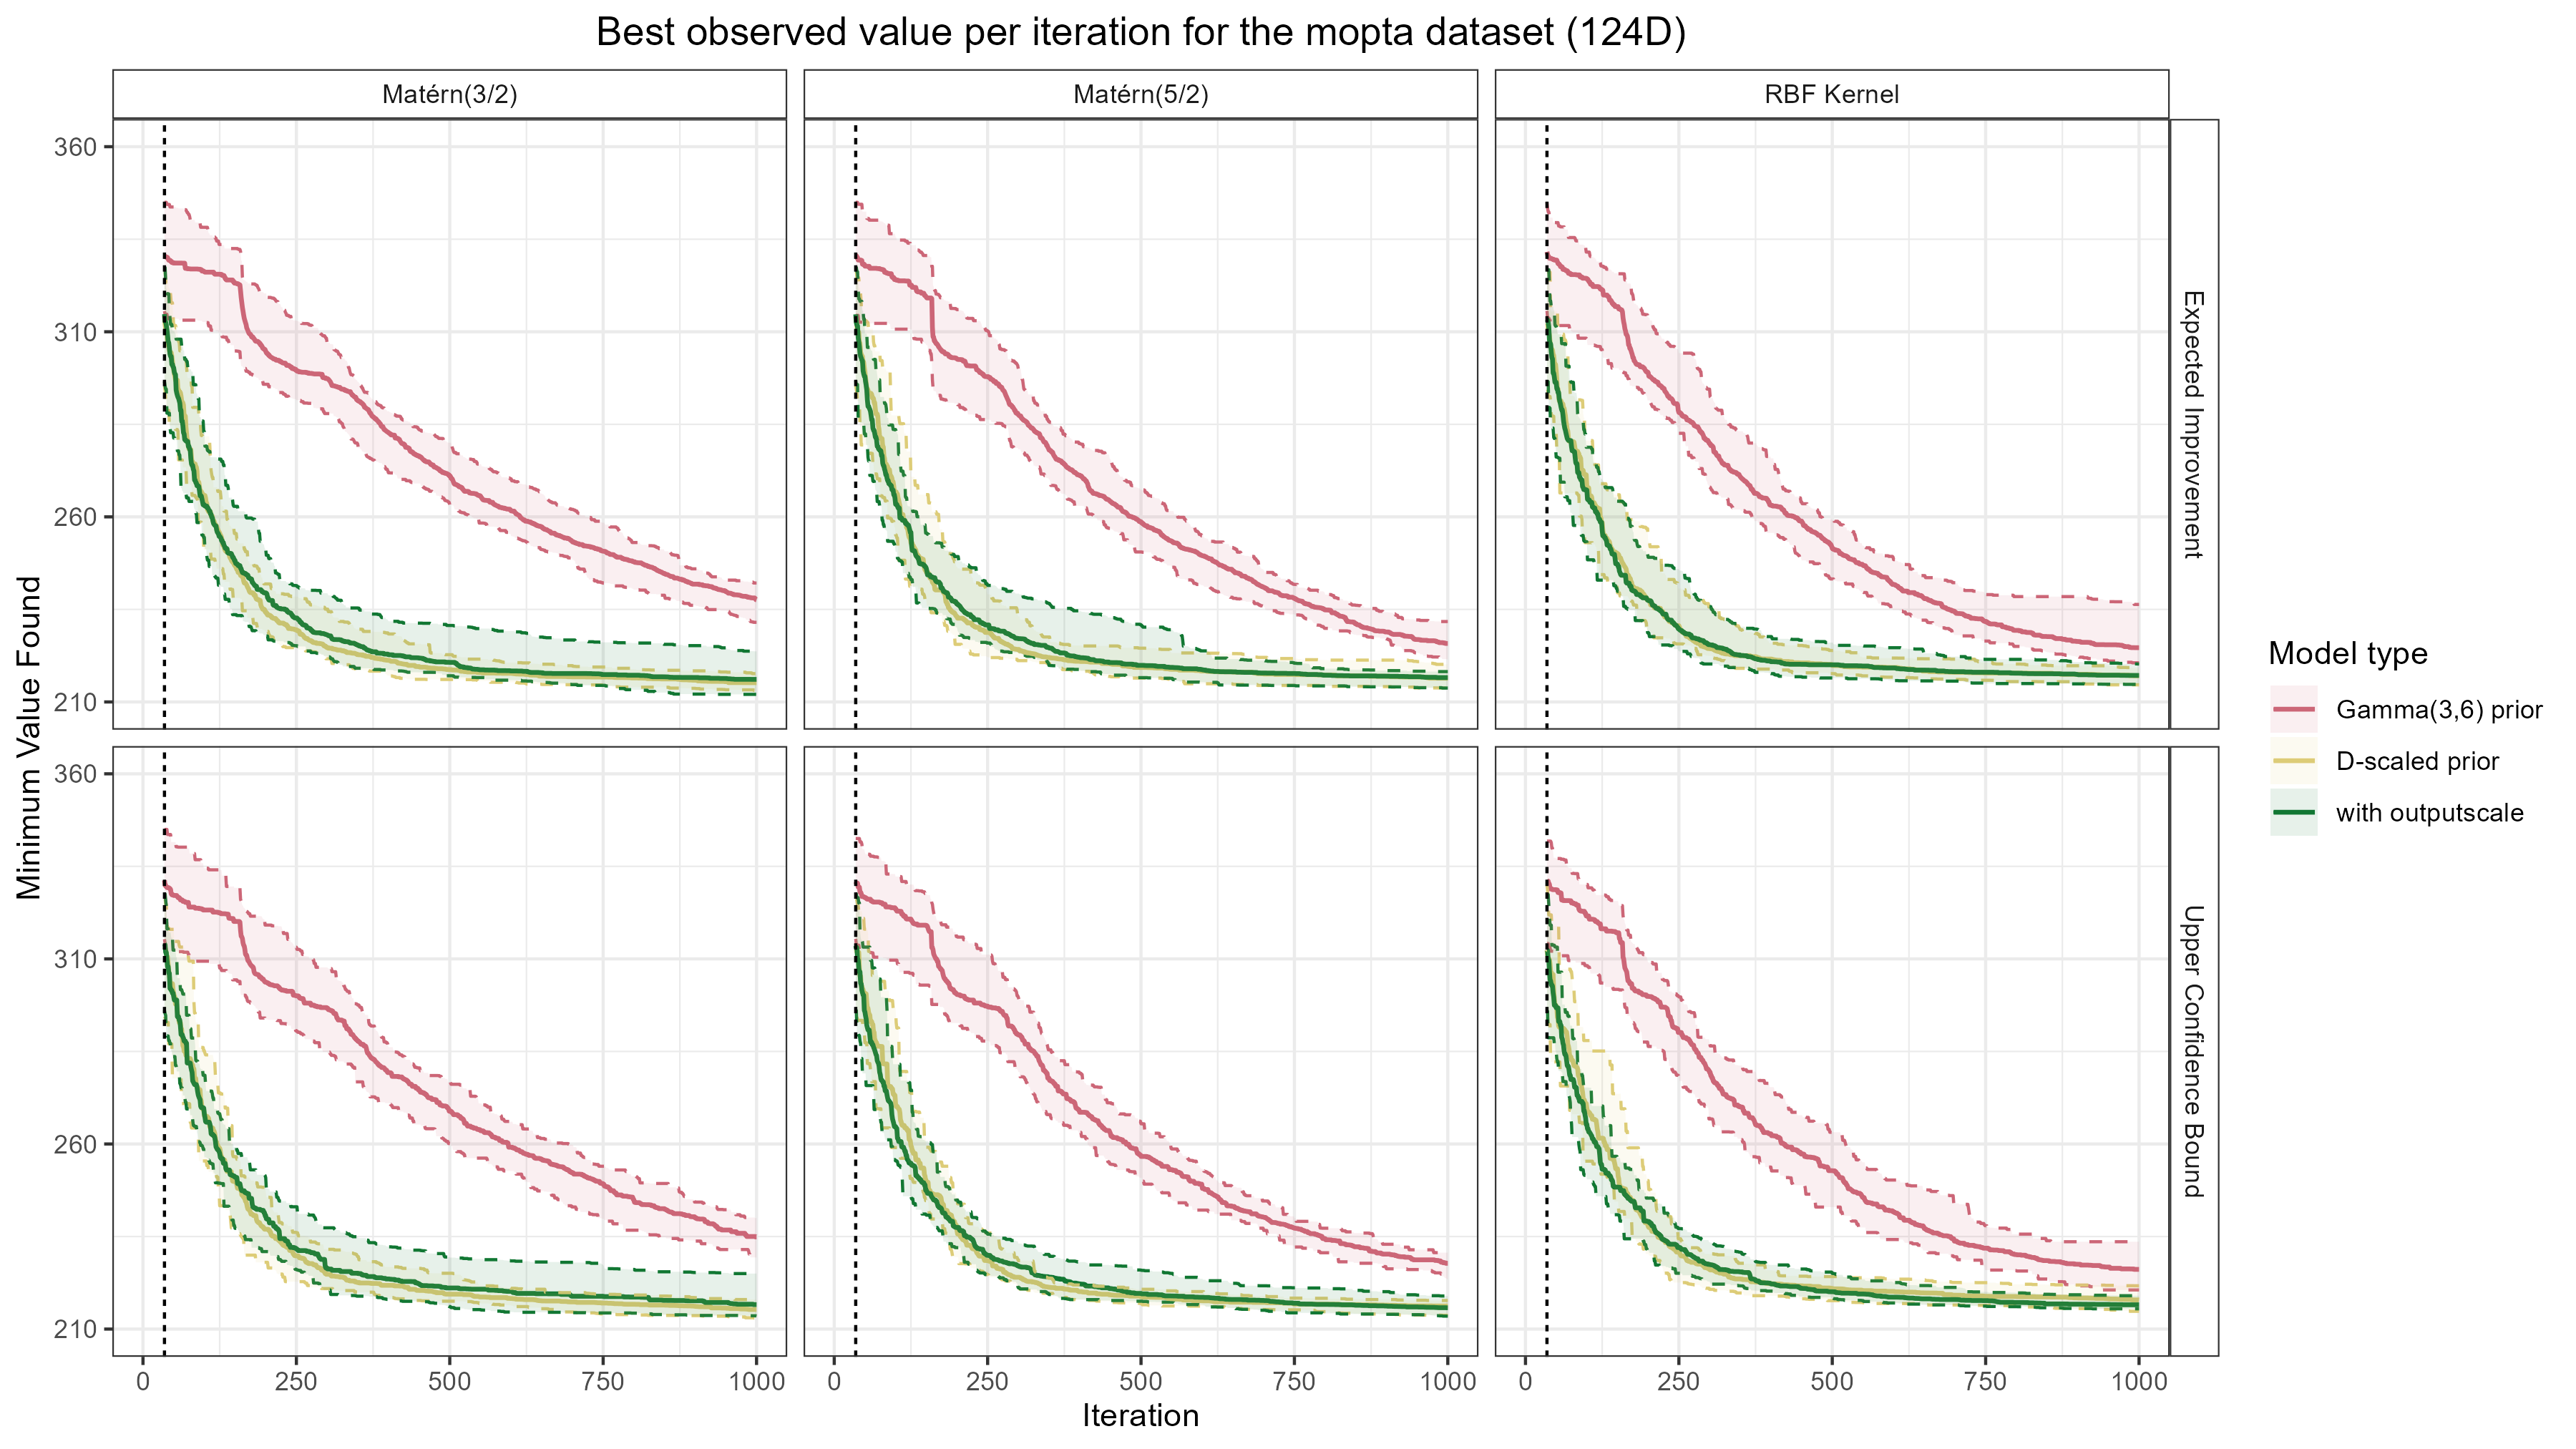 Best observed value per iteration for the mopta dataset (124D)
Matérn(3/2)
Matérn(5/2)
RBF Kernel
Minimum Value Found
360
310
260
210
Expected Improvement
360
310
260
210
Upper Confidence Bound
0 250 500 750 1000
0 250 500 750 1000
0 250 500 750 1000
Iteration
Model type
Gamma(3,6) prior
D-scaled prior
with outputscale